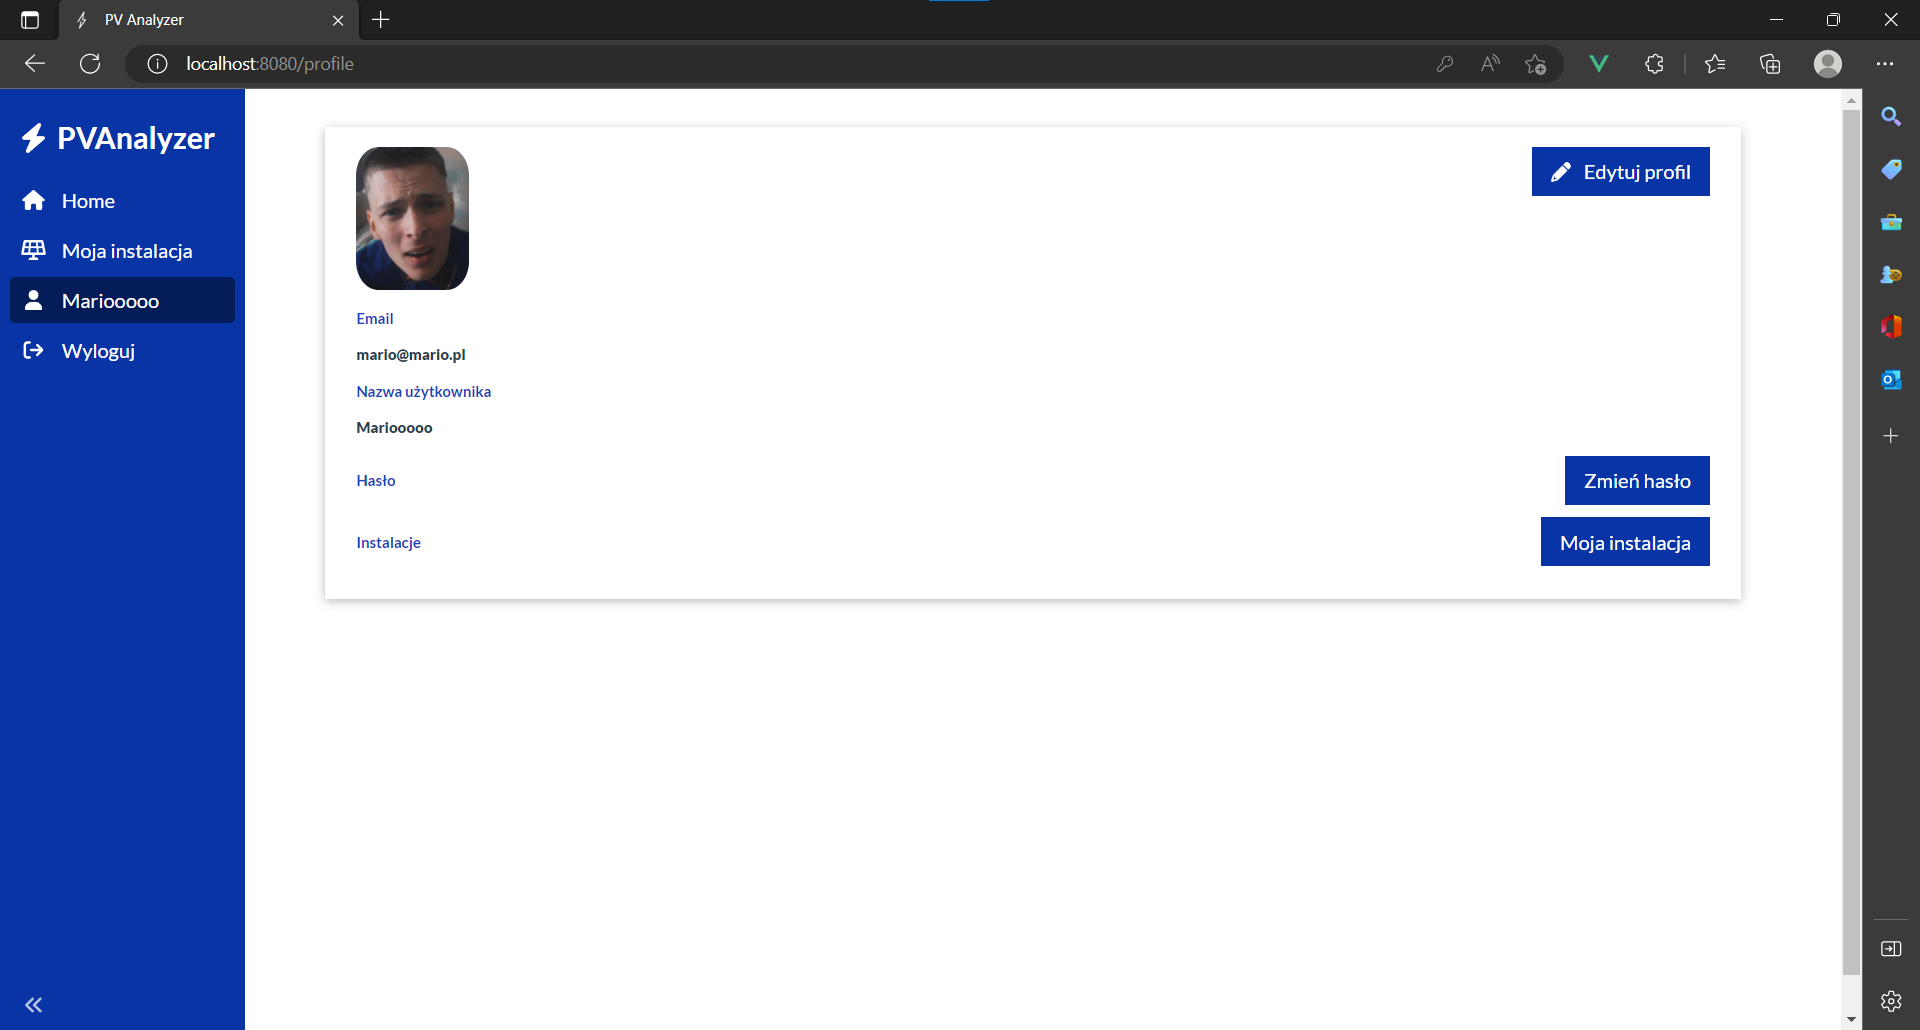 PV Analyzer
localhost:8080/profile
PVAnalyzer
Home
Moja instalacja
Mariooooo
Wyloguj
Edytuj profil
Email
mario@mario.pl
Nazwa użytkownika
Mariooooo
Hasło
Zmień hasło
Instalacje
Moja instalacja